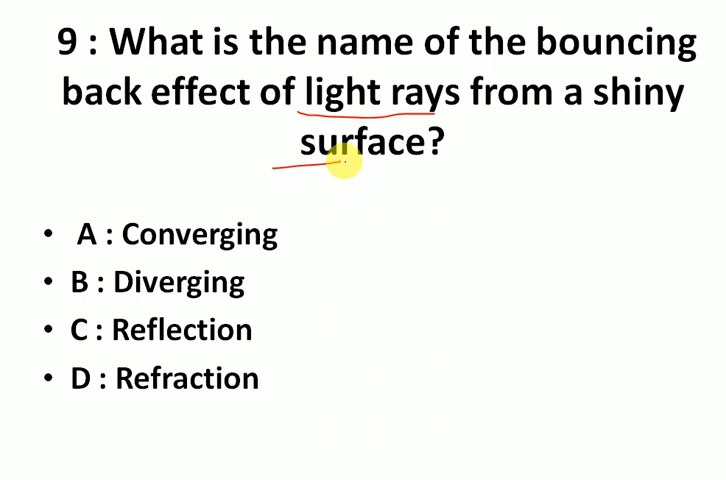 9 : What is the name of the bouncing
back effect of light rays from a shiny
surface?
• A : Converging
• B : Diverging
• C : Reflection
• D : Refraction